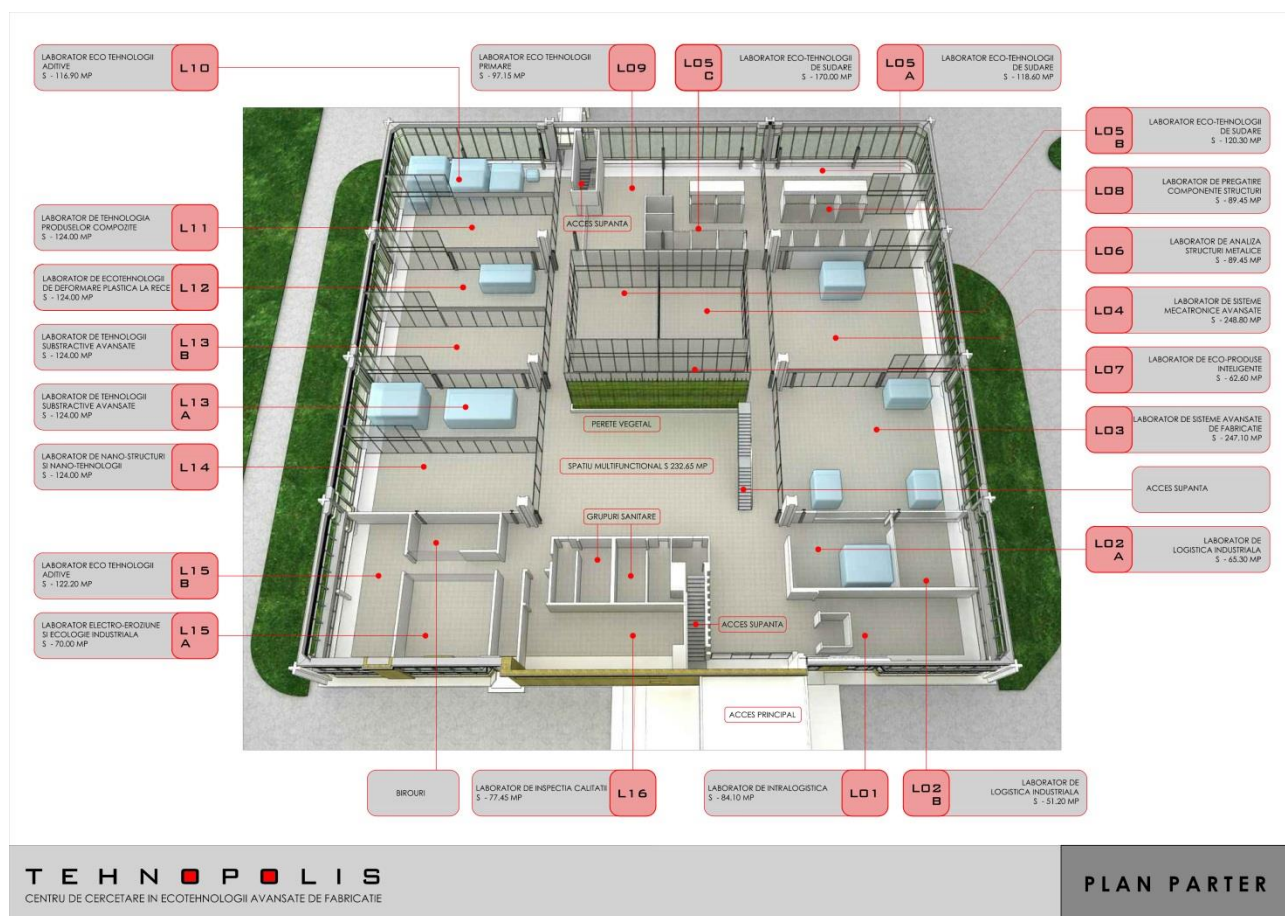 LABORATOR ECO TEHNOLOGII
ADITIVE
S - 116.90 MP
L10
LABORATOR ECO TEHNOLOGII
PRIMARE
S - 97.15 MP
L09
L05
C
LABORATOR ECO-TEHNOLOGII
DE SUDARE
S - 170.00 MP
L05
A
LABORATOR ECO-TEHNOLOGII
DE SUDARE
S - 118.60 MP
L05
B
LABORATOR ECO-TEHNOLOGII
DE SUDARE
S - 120.30 MP
L08
LABORATOR DE PREGATIRE
COMPONENTE STRUCTURI
S - 89.45 MP
L06
LABORATOR DE ANALIZA
STRUCTURI METALICE
S - 89.45 MP
L04
LABORATOR DE SISTEME
MECATRONICE AVANSATE
S - 248.80 MP
L07
LABORATOR DE ECO-PRODUSE
INTELIGENTE
S - 62.60 MP
L03
LABORATOR DE SISTEME AVANSATE
DE FABRICATIE
S - 247.10 MP
ACCES SUPANTA
L02
A
LABORATOR DE
LOGISTICA INDUSTRIALA
S - 65.30 MP
LABORATOR DE TEHNOLOGIA
PRODUSELOR COMPOZITE
S - 124.00 MP
L11
LABORATOR DE ECOTEHNOLOGII
DE DEFORMARE PLASTICA LA RECE
S - 124.00 MP
L12
LABORATOR DE TEHNOLOGII
SUBSTRACTIVE AVANSATE
S - 124.00 MP
L13
B
LABORATOR DE TEHNOLOGII
SUBSTRACTIVE AVANSATE
S - 124.00 MP
L13
A
LABORATOR DE NANO-STRUCTURI
SI NANO-TEHNOLOGII
S - 124.00 MP
L14
LABORATOR ECO TEHNOLOGII
ADITIVE
S - 122.20 MP
L15
B
LABORATOR ELECTRO-EROZIUNE
SI ECOLOGIE INDUSTRIALA
S - 70.00 MP
L15
A
ACCES SUPANTA
PERETE VEGETAL
SPATIU MULTIFUNCTIONAL S 232.65 MP
GRUPURI SANITARE
ACCES SUPANTA
ACCES PRINCIPAL
BIROURI
LABORATOR DE INSPECTIA CALITATII
S - 77.45 MP
L16
LABORATOR DE INTRALOGISTICA
S - 84.10 MP
L01
L02
B
LABORATOR DE
LOGISTICA INDUSTRIALA
S - 51.20 MP
TEHNOPOLIS
CENTRU DE CERCETARE IN ECOTEHNOLOGII AVANSATE DE FABRICATIE
PLAN PARTER